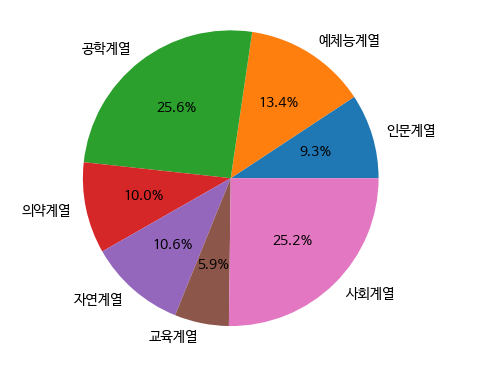 예체능계열
공학계열
13.4%
25.6%
인문계열
9.3%
10.0%
의약계열
25.2%
10.6%
5.9%
사회계열
자연계열
교육계열